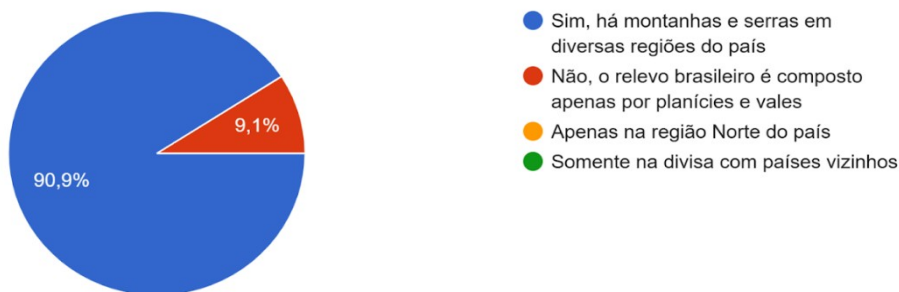 Sim, há montanhas e serras em
diversas regiões do país
Não, o relevo brasileiro é composto
apenas por planícies e vales
Apenas na região Norte do país
Somente na divisa com países vizinhos
9,1%
90,9%